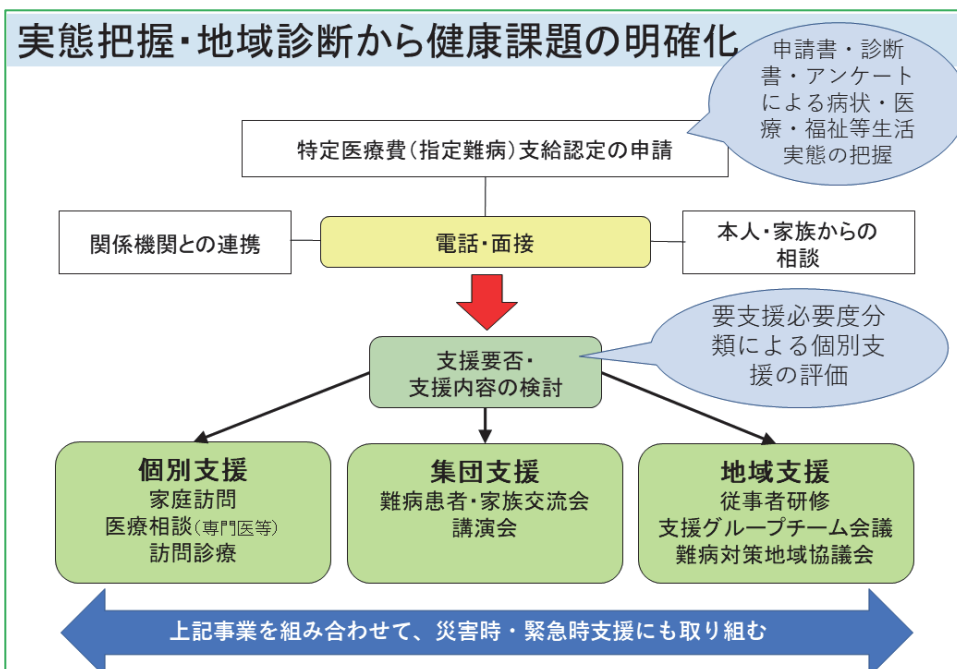 実態把握・地域診断から健康課題の明確化
申請書・診断
書・アンケート
による病状・医
療・福祉等生活
実態の把握
特定医療費(指定難病)支給認定の申請
関係機関との連携
電話・面接
本人・家族からの
相談
要支援必要度分
類による個別支
援の評価
支援要否・
支援内容の検討
個別支援
家庭訪問
医療相談(専門医等)
訪問診療
集団支援
難病患者・家族交流会
講演会
地域支援
従事者研修
支援グループチーム会議
難病対策地域協議会
上記事業を組み合わせて、災害時・緊急時支援にも取り組む